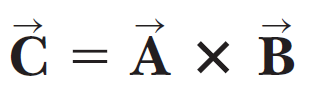 C⃗ = A⃗ × B⃗